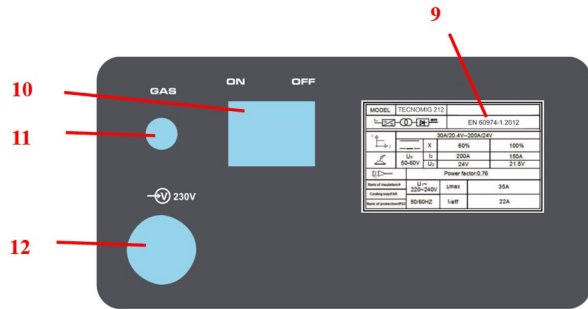 9
10
ON OFF
GAS
11
MODEL TECNOMIG 212
EN 60974-1.2012
30A/20.4V~200A/24V
X 60% 100%
U₀ I₂ 200A 150A
50-60V U₂ 24V 21.5V
Power factor:0.76
U1~
220~240V I,max 35A
50/60HZ I,eff 22A
V 230V
12